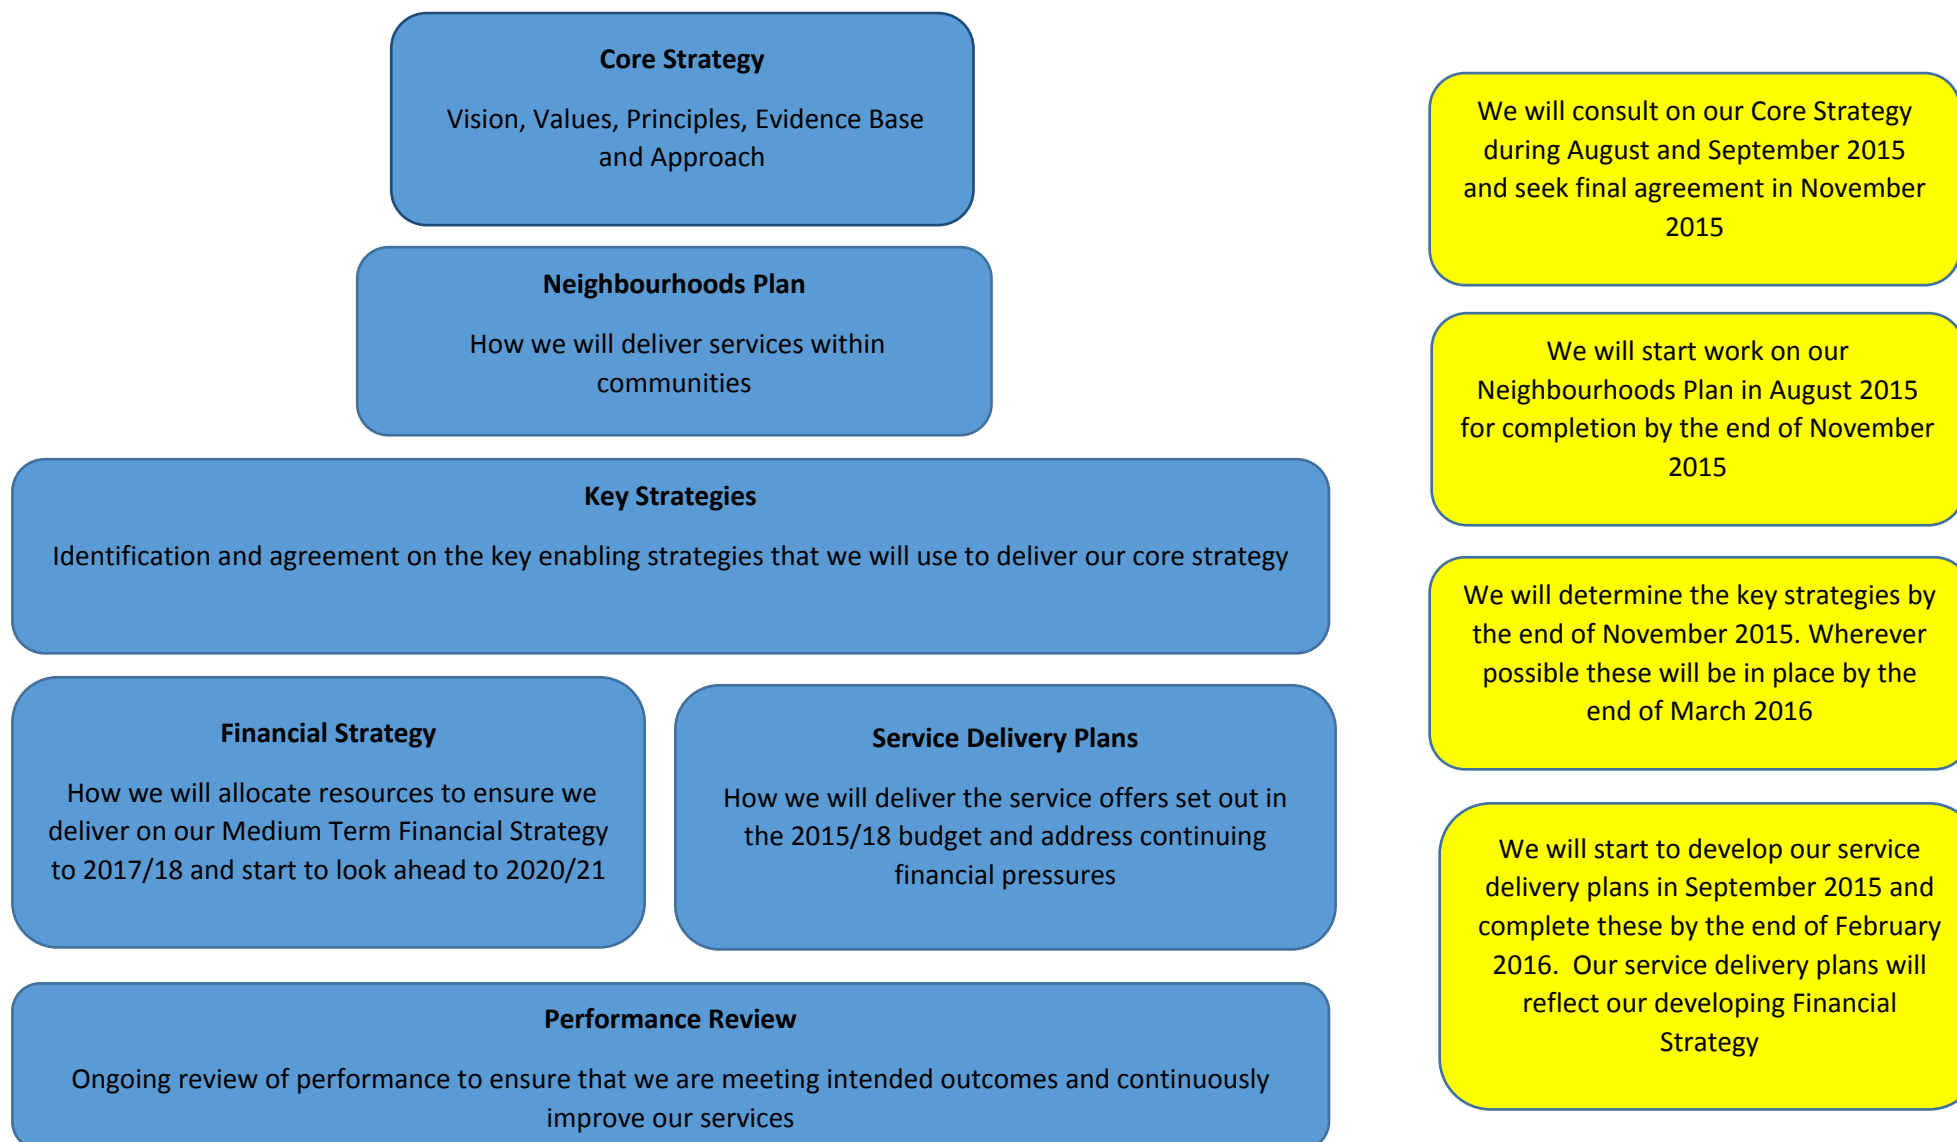 Core Strategy
Vision, Values, Principles, Evidence Base
and Approach
Neighbourhoods Plan
How we will deliver services within
communities
Key Strategies
Identification and agreement on the key enabling strategies that we will use to deliver our core strategy
Financial Strategy
How we will allocate resources to ensure we
deliver on our Medium Term Financial Strategy
to 2017/18 and start to look ahead to 2020/21
Service Delivery Plans
How we will deliver the service offers set out in
the 2015/18 budget and address continuing
financial pressures
Performance Review
Ongoing review of performance to ensure that we are meeting intended outcomes and continuously
improve our services
We will consult on our Core Strategy
during August and September 2015
and seek final agreement in November
2015
We will start work on our
Neighbourhoods Plan in August 2015
for completion by the end of November
2015
We will determine the key strategies by
the end of November 2015. Wherever
possible these will be in place by the
end of March 2016
We will start to develop our service
delivery plans in September 2015 and
complete these by the end of February
2016.  Our service delivery plans will
reflect our developing Financial
Strategy